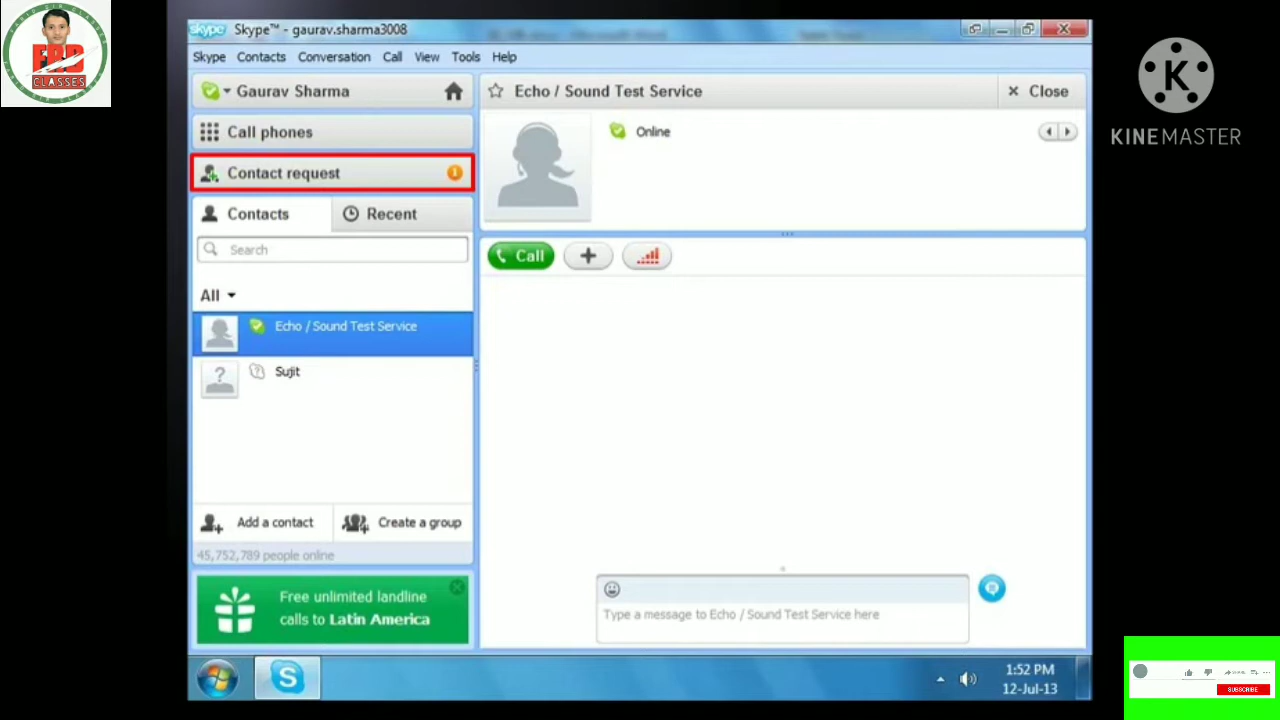 skype Skype™ - gaurav.sharma3008
Skype Contacts Conversation Call View Tools Help
Gaurav Sharma
Echo / Sound Test Service
× Close
Call phones
Online
Contact request 1
Contacts Recent
Search
Call
All
Echo / Sound Test Service
Sujit
Add a contact Create a group
45,752,789 people online
Free unlimited landline
calls to Latin America
Type a message to Echo / Sound Test Service here
1:52 PM
12-Jul-13
K
KINEMASTER
CLASSES
SUBSCRIBE